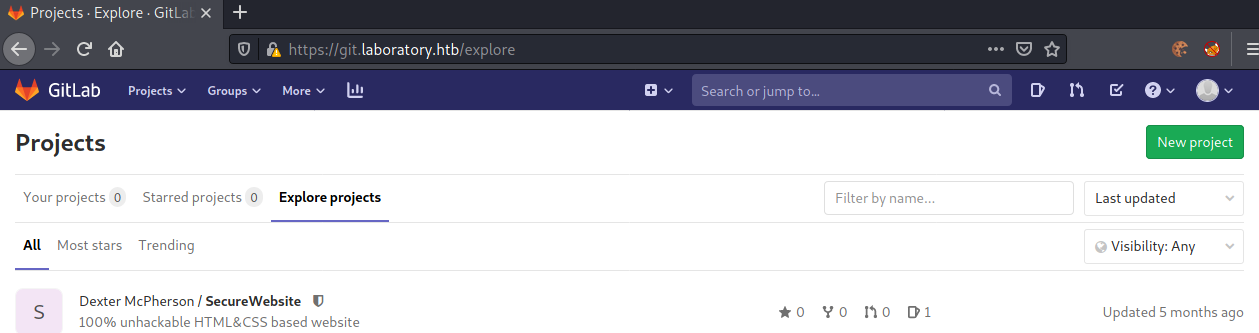 Projects · Explore · GitLab
https://git.laboratory.htb/explore
GitLab Projects Groups More Search or jump to...
Projects New project
Your projects 0 Starred projects 0 Explore projects Filter by name... Last updated
All Most stars Trending Visibility: Any
S Dexter McPherson / SecureWebsite 0 0 0 1 Updated 5 months ago
100% unhackable HTML&CSS based website